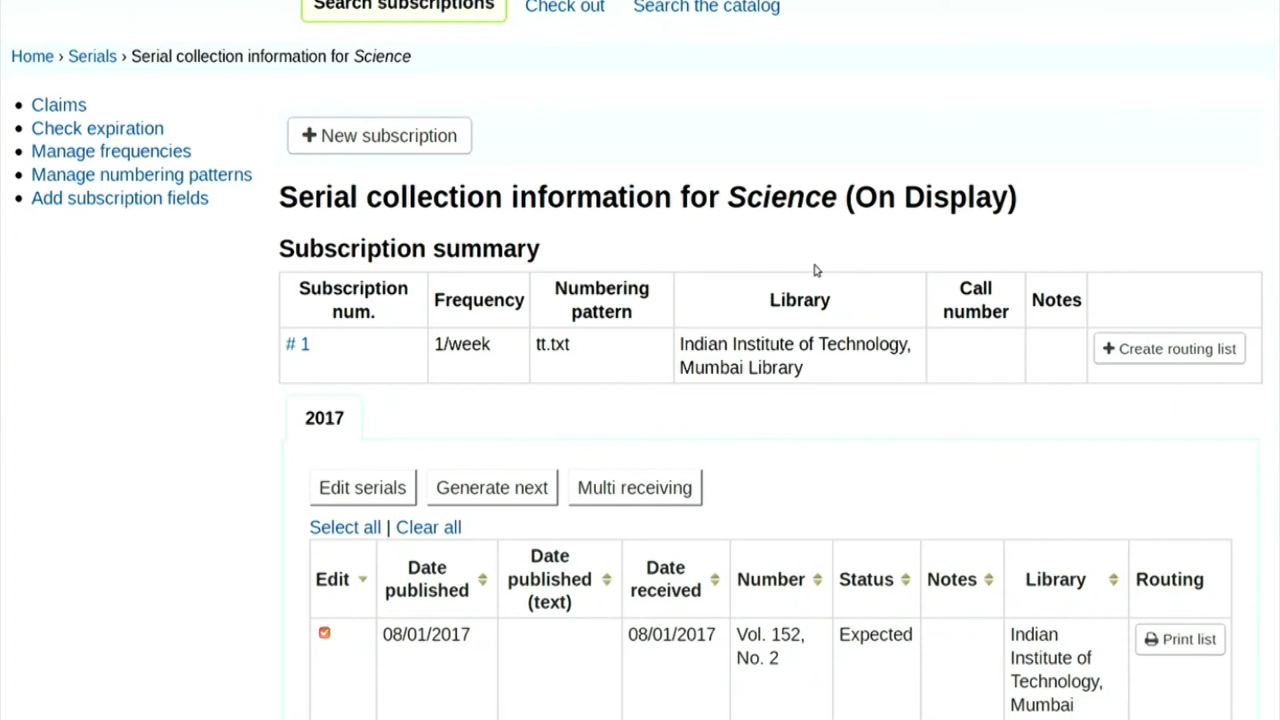 Search subscriptions Check out Search the catalog
Home › Serials › Serial collection information for Science
Claims
Check expiration
Manage frequencies
Manage numbering patterns
Add subscription fields
New subscription
Serial collection information for Science (On Display)
Subscription summary
Subscription num. Frequency Numbering pattern Library Call number Notes
# 1 1/week tt.txt Indian Institute of Technology, Mumbai Library Create routing list
2017
Edit serials Generate next Multi receiving
Select all | Clear all
Edit Date published Date published (text) Date received Number Status Notes Library Routing
08/01/2017 08/01/2017 Vol. 152, No. 2 Expected Indian Institute of Technology, Mumbai Print list